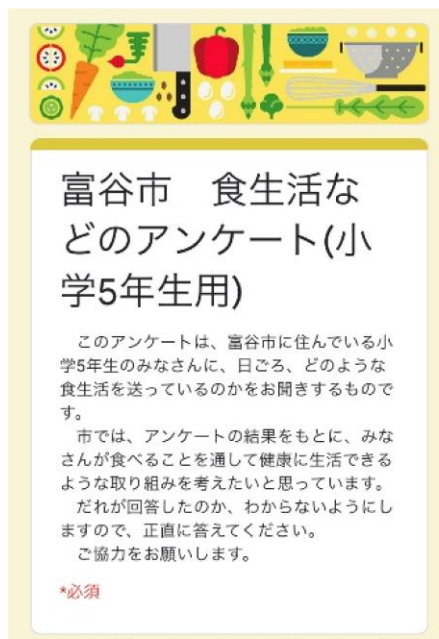 富谷市　食生活な
どのアンケート(小
学5年生用)
　このアンケートは、富谷市に住んでいる小
学5年生のみなさんに、日ごろ、どのような
食生活を送っているのかをお聞きするもので
す。
　市では、アンケートの結果をもとに、みな
さんが食べることを通して健康に生活できる
ような取り組みを考えたいと思っています。
　だれが回答したのか、わからないようにし
ますので、正直に答えてください。
　ご協力をお願いします。
*必須